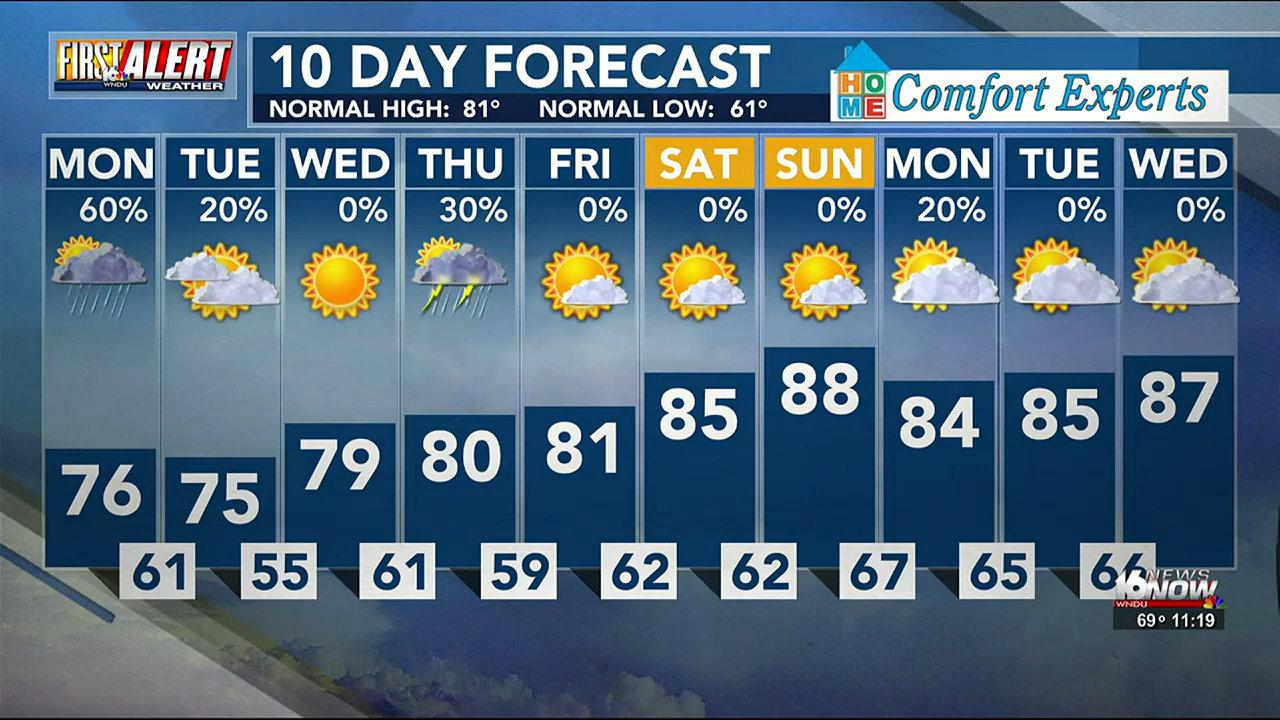 FIRST ALERT
16 WNDU
WEATHER
10 DAY FORECAST
NORMAL HIGH: 81° NORMAL LOW: 61°
HOME Comfort Experts
MON TUE WED THU FRI SAT SUN MON TUE WED
60% 20% 0% 30% 0% 0% 0% 20% 0% 0%
76 75 79 80 81 85 88 84 85 87
61 55 61 59 62 62 67 65 66
16 NEWS NOW
WNDU
69° 11:19